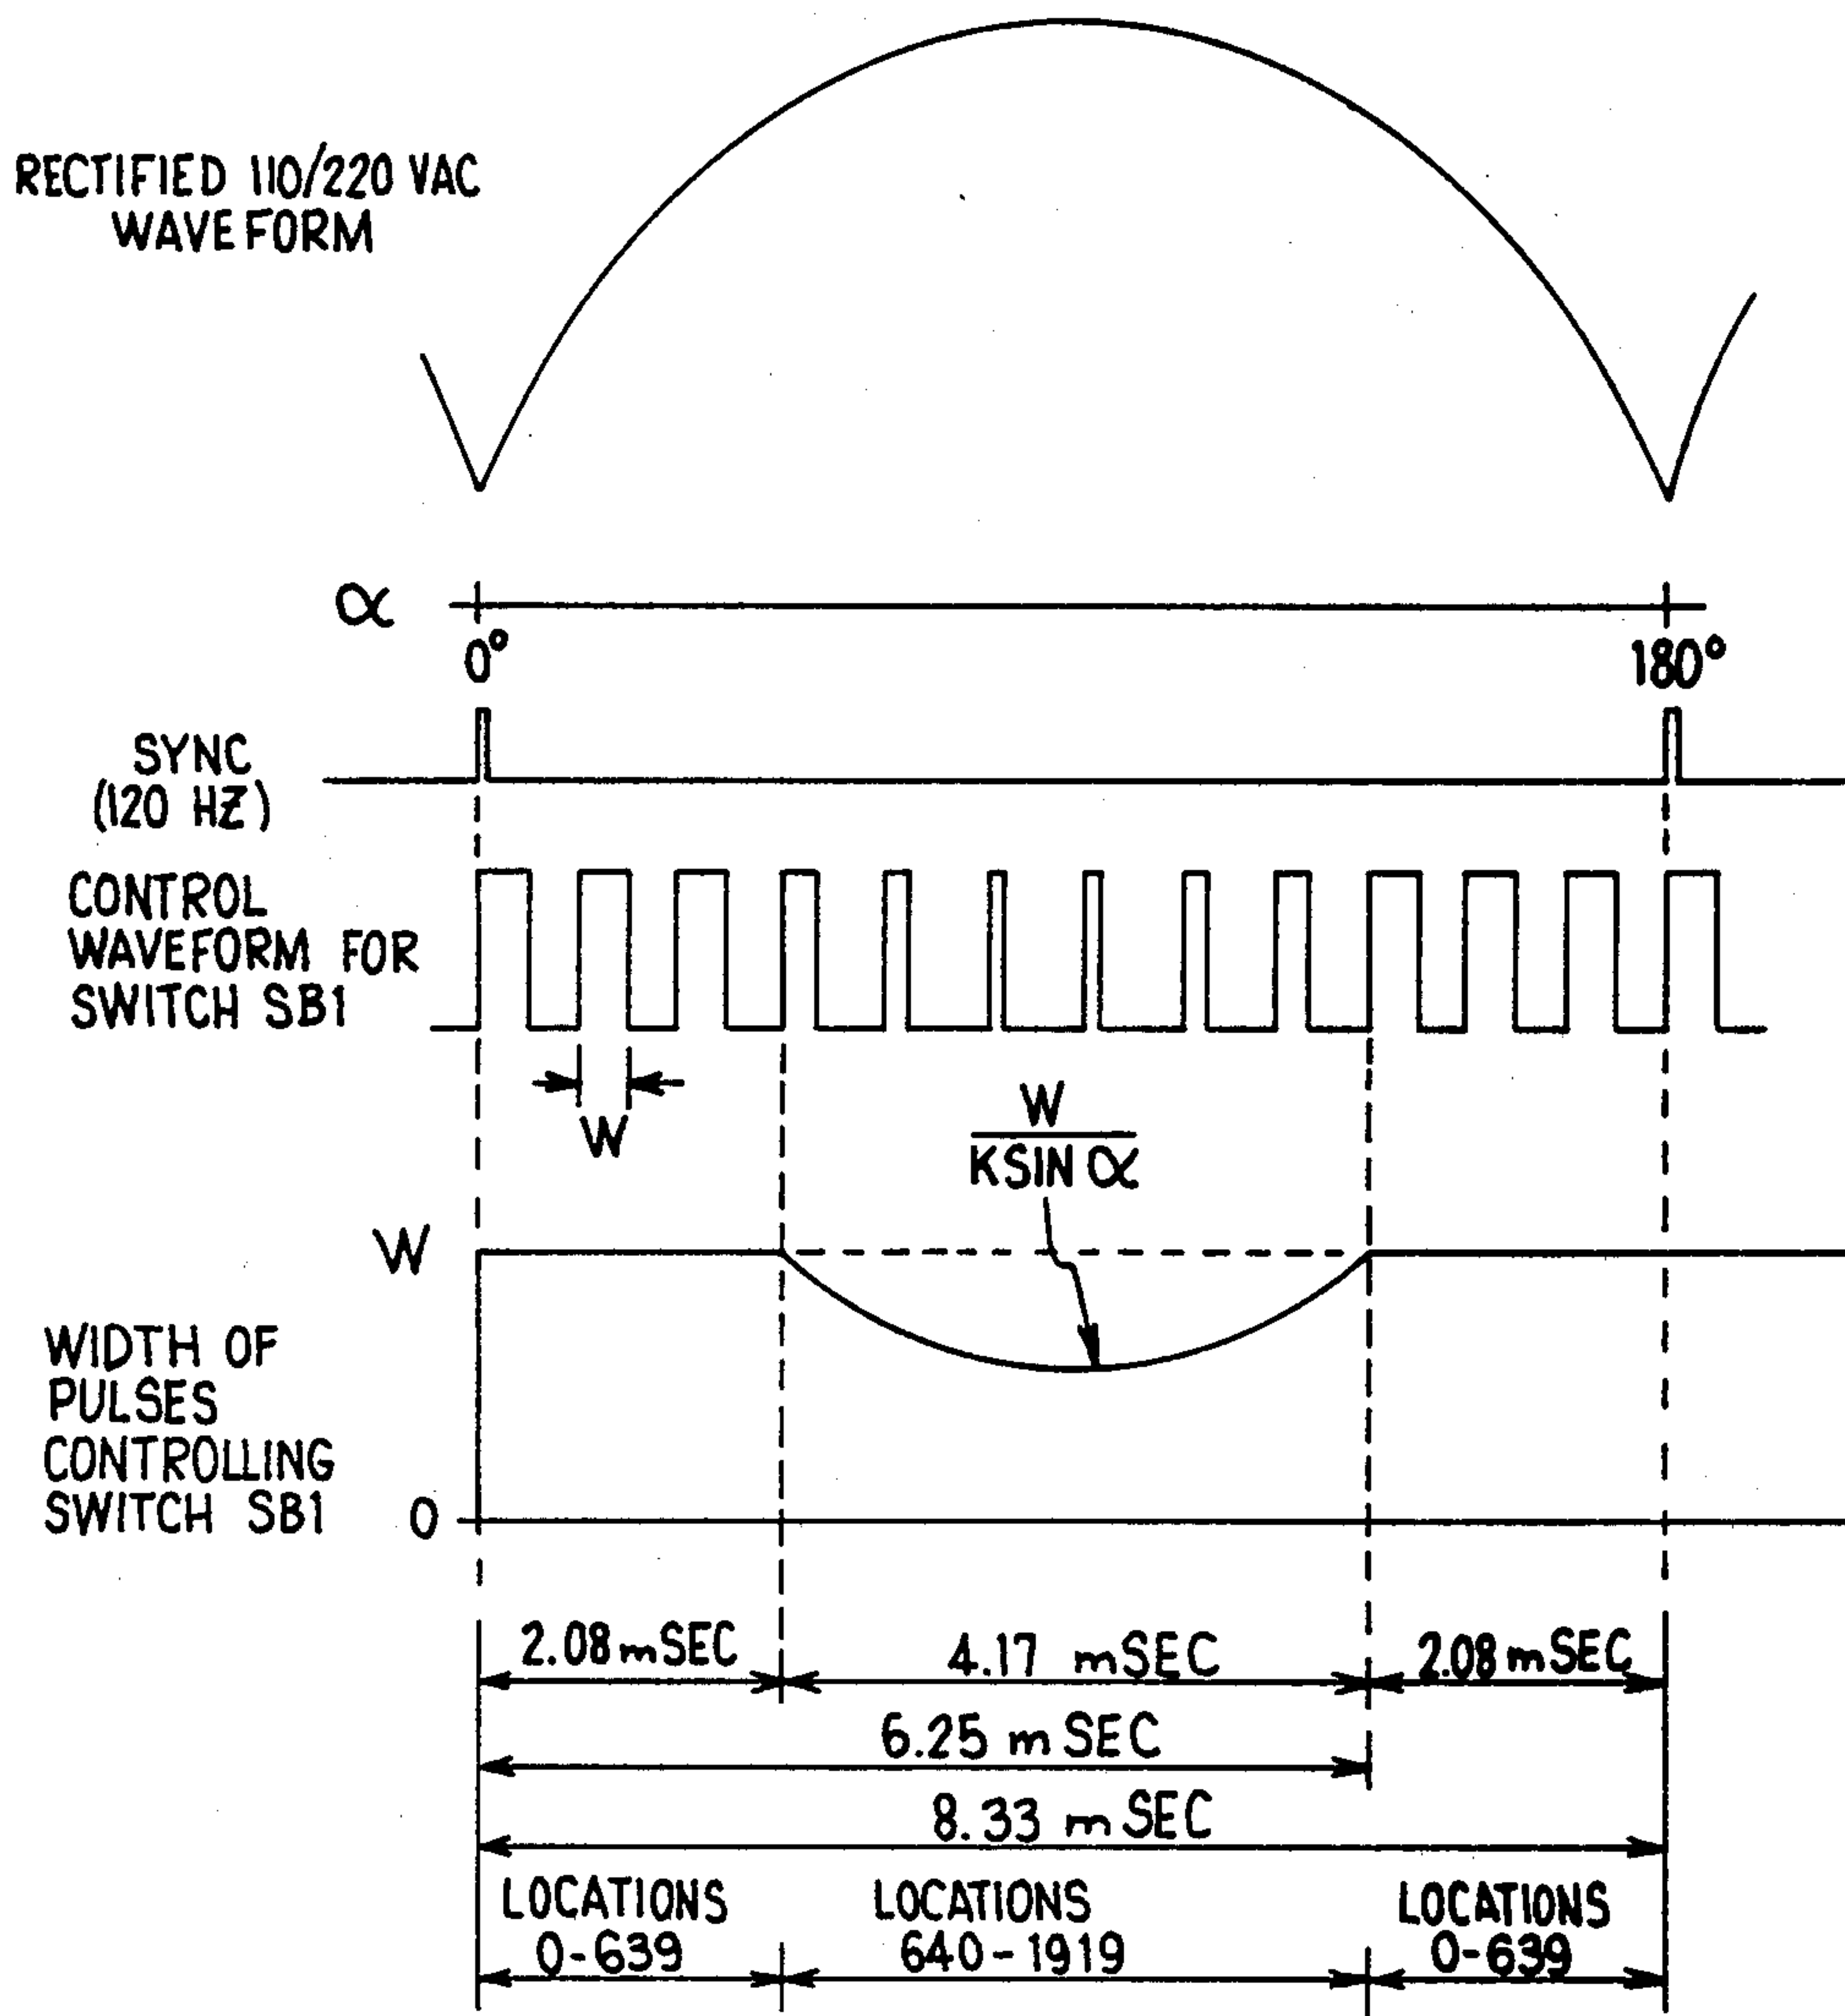 RECTIFIED 110/220 VAC
WAVEFORM
α
0°
180°
SYNC
(120 HZ)
CONTROL
WAVEFORM FOR
SWITCH SB1
W
W
KSIN α
W
WIDTH OF
PULSES
CONTROLLING
SWITCH SB1
0
2.08 mSEC
4.17 mSEC
2.08 mSEC
6.25 mSEC
8.33 mSEC
LOCATIONS
0-639
LOCATIONS
640-1919
LOCATIONS
0-639